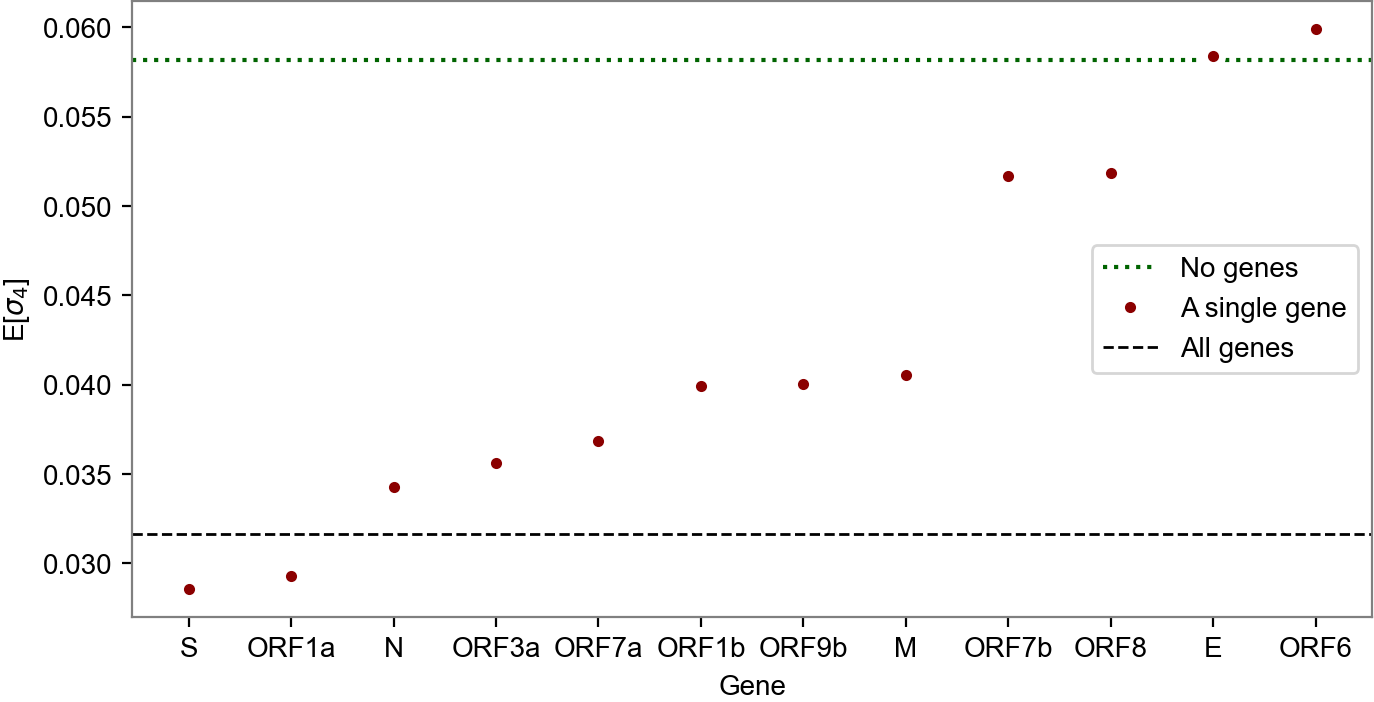 0.060
0.055
0.050
0.045
0.040
0.035
0.030
E[σ4]
No genes
A single gene
All genes
S ORF1a N ORF3a ORF7a ORF1b ORF9b M ORF7b ORF8 E ORF6
Gene